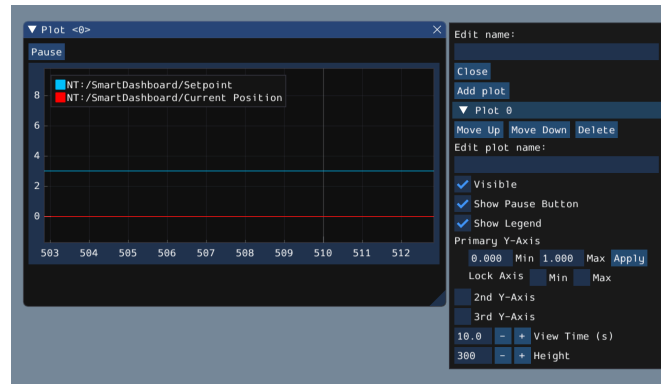 Plot <0>
Pause
NT:/SmartDashboard/Setpoint
NT:/SmartDashboard/Current Position
8
6
4
2
0
503 504 505 506 507 508 509 510 511 512
Edit name:
Close
Add plot
Plot 0
Move Up Move Down Delete
Edit plot name:
Visible
Show Pause Button
Show Legend
Primary Y-Axis
0.000 Min 1.000 Max Apply
Lock Axis Min Max
2nd Y-Axis
3rd Y-Axis
10.0 - + View Time (s)
300 - + Height